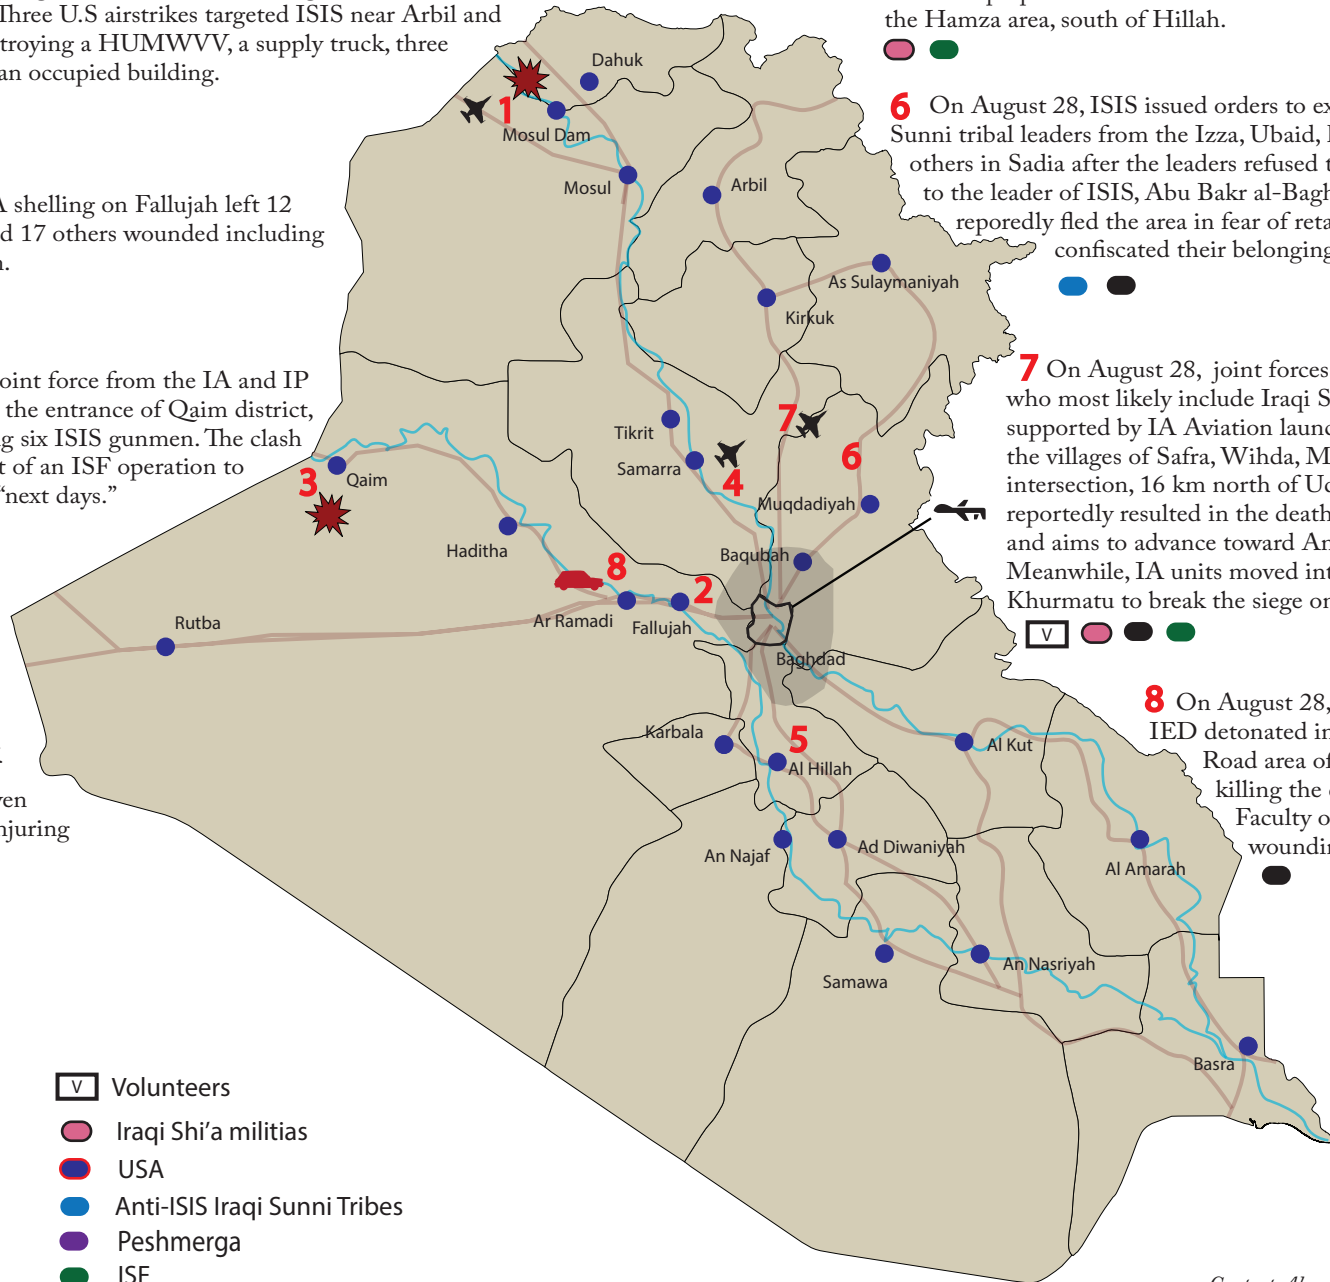 Three U.S airstrikes targeted ISIS near Arbil and
troying a HUMWVV, a supply truck, three
an occupied building.
A shelling on Fallujah left 12
d 17 others wounded including
oint force from the IA and IP
the entrance of Qaim district,
g six ISIS gunmen. The clash
t of an ISF operation to
“next days.”
ven
njuring
the Hamza area, south of Hillah.
6 On August 28, ISIS issued orders to ex
Sunni tribal leaders from the Izza, Ubaid,
others in Sadia after the leaders refused t
to the leader of ISIS, Abu Bakr al-Bagh
reporedly fled the area in fear of reta
confiscated their belonging
7 On August 28, joint forces
who most likely include Iraqi S
supported by IA Aviation launc
the villages of Safra, Wihda, M
intersection, 16 km north of Ud
reportedly resulted in the death
and aims to advance toward Am
Meanwhile, IA units moved int
Khurmatu to break the siege on
V
8 On August 28,
IED detonated in
Road area of
killing the
Faculty o
woundin
Dahuk
1
Mosul Dam
Mosul
Arbil
As Sulaymaniyah
Kirkuk
7
Tikrit
6
Samarra
4
Muqdadiyah
3
Qaim
Haditha
Baqubah
8
2
Ar Ramadi
Fallujah
Rutba
Baghdad
Karbala
5
Al Kut
Al Hillah
An Najaf
Ad Diwaniyah
Al Amarah
Samawa
An Nasriyah
Basra
V Volunteers
Iraqi Shi’a militias
USA
Anti-ISIS Iraqi Sunni Tribes
Peshmerga
ISF